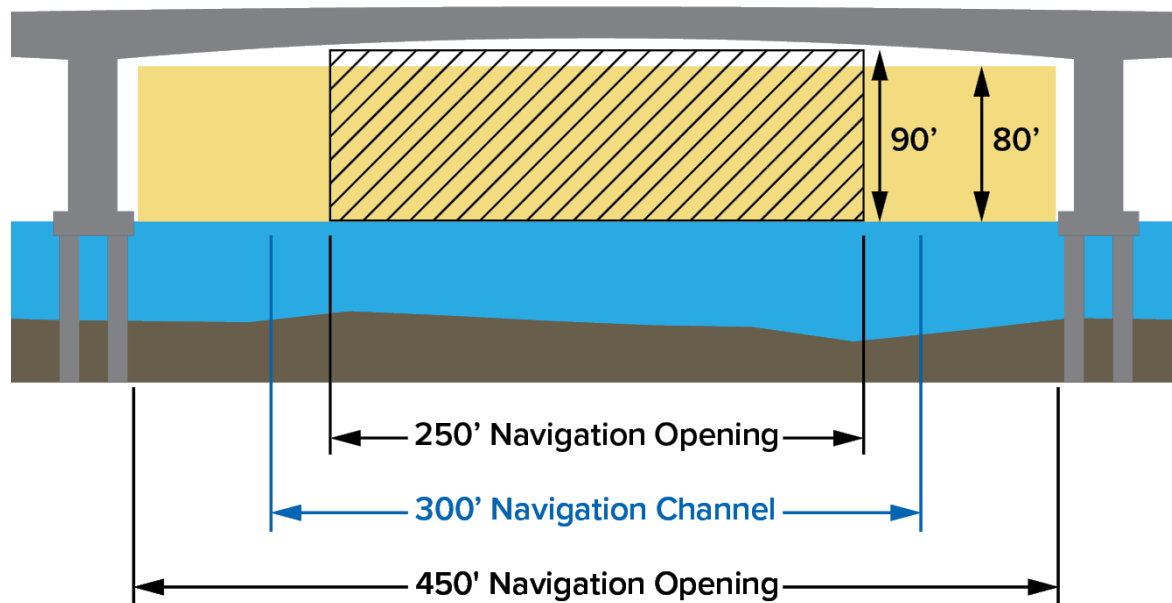 90’
80’
250’ Navigation Opening
300’ Navigation Channel
450' Navigation Opening